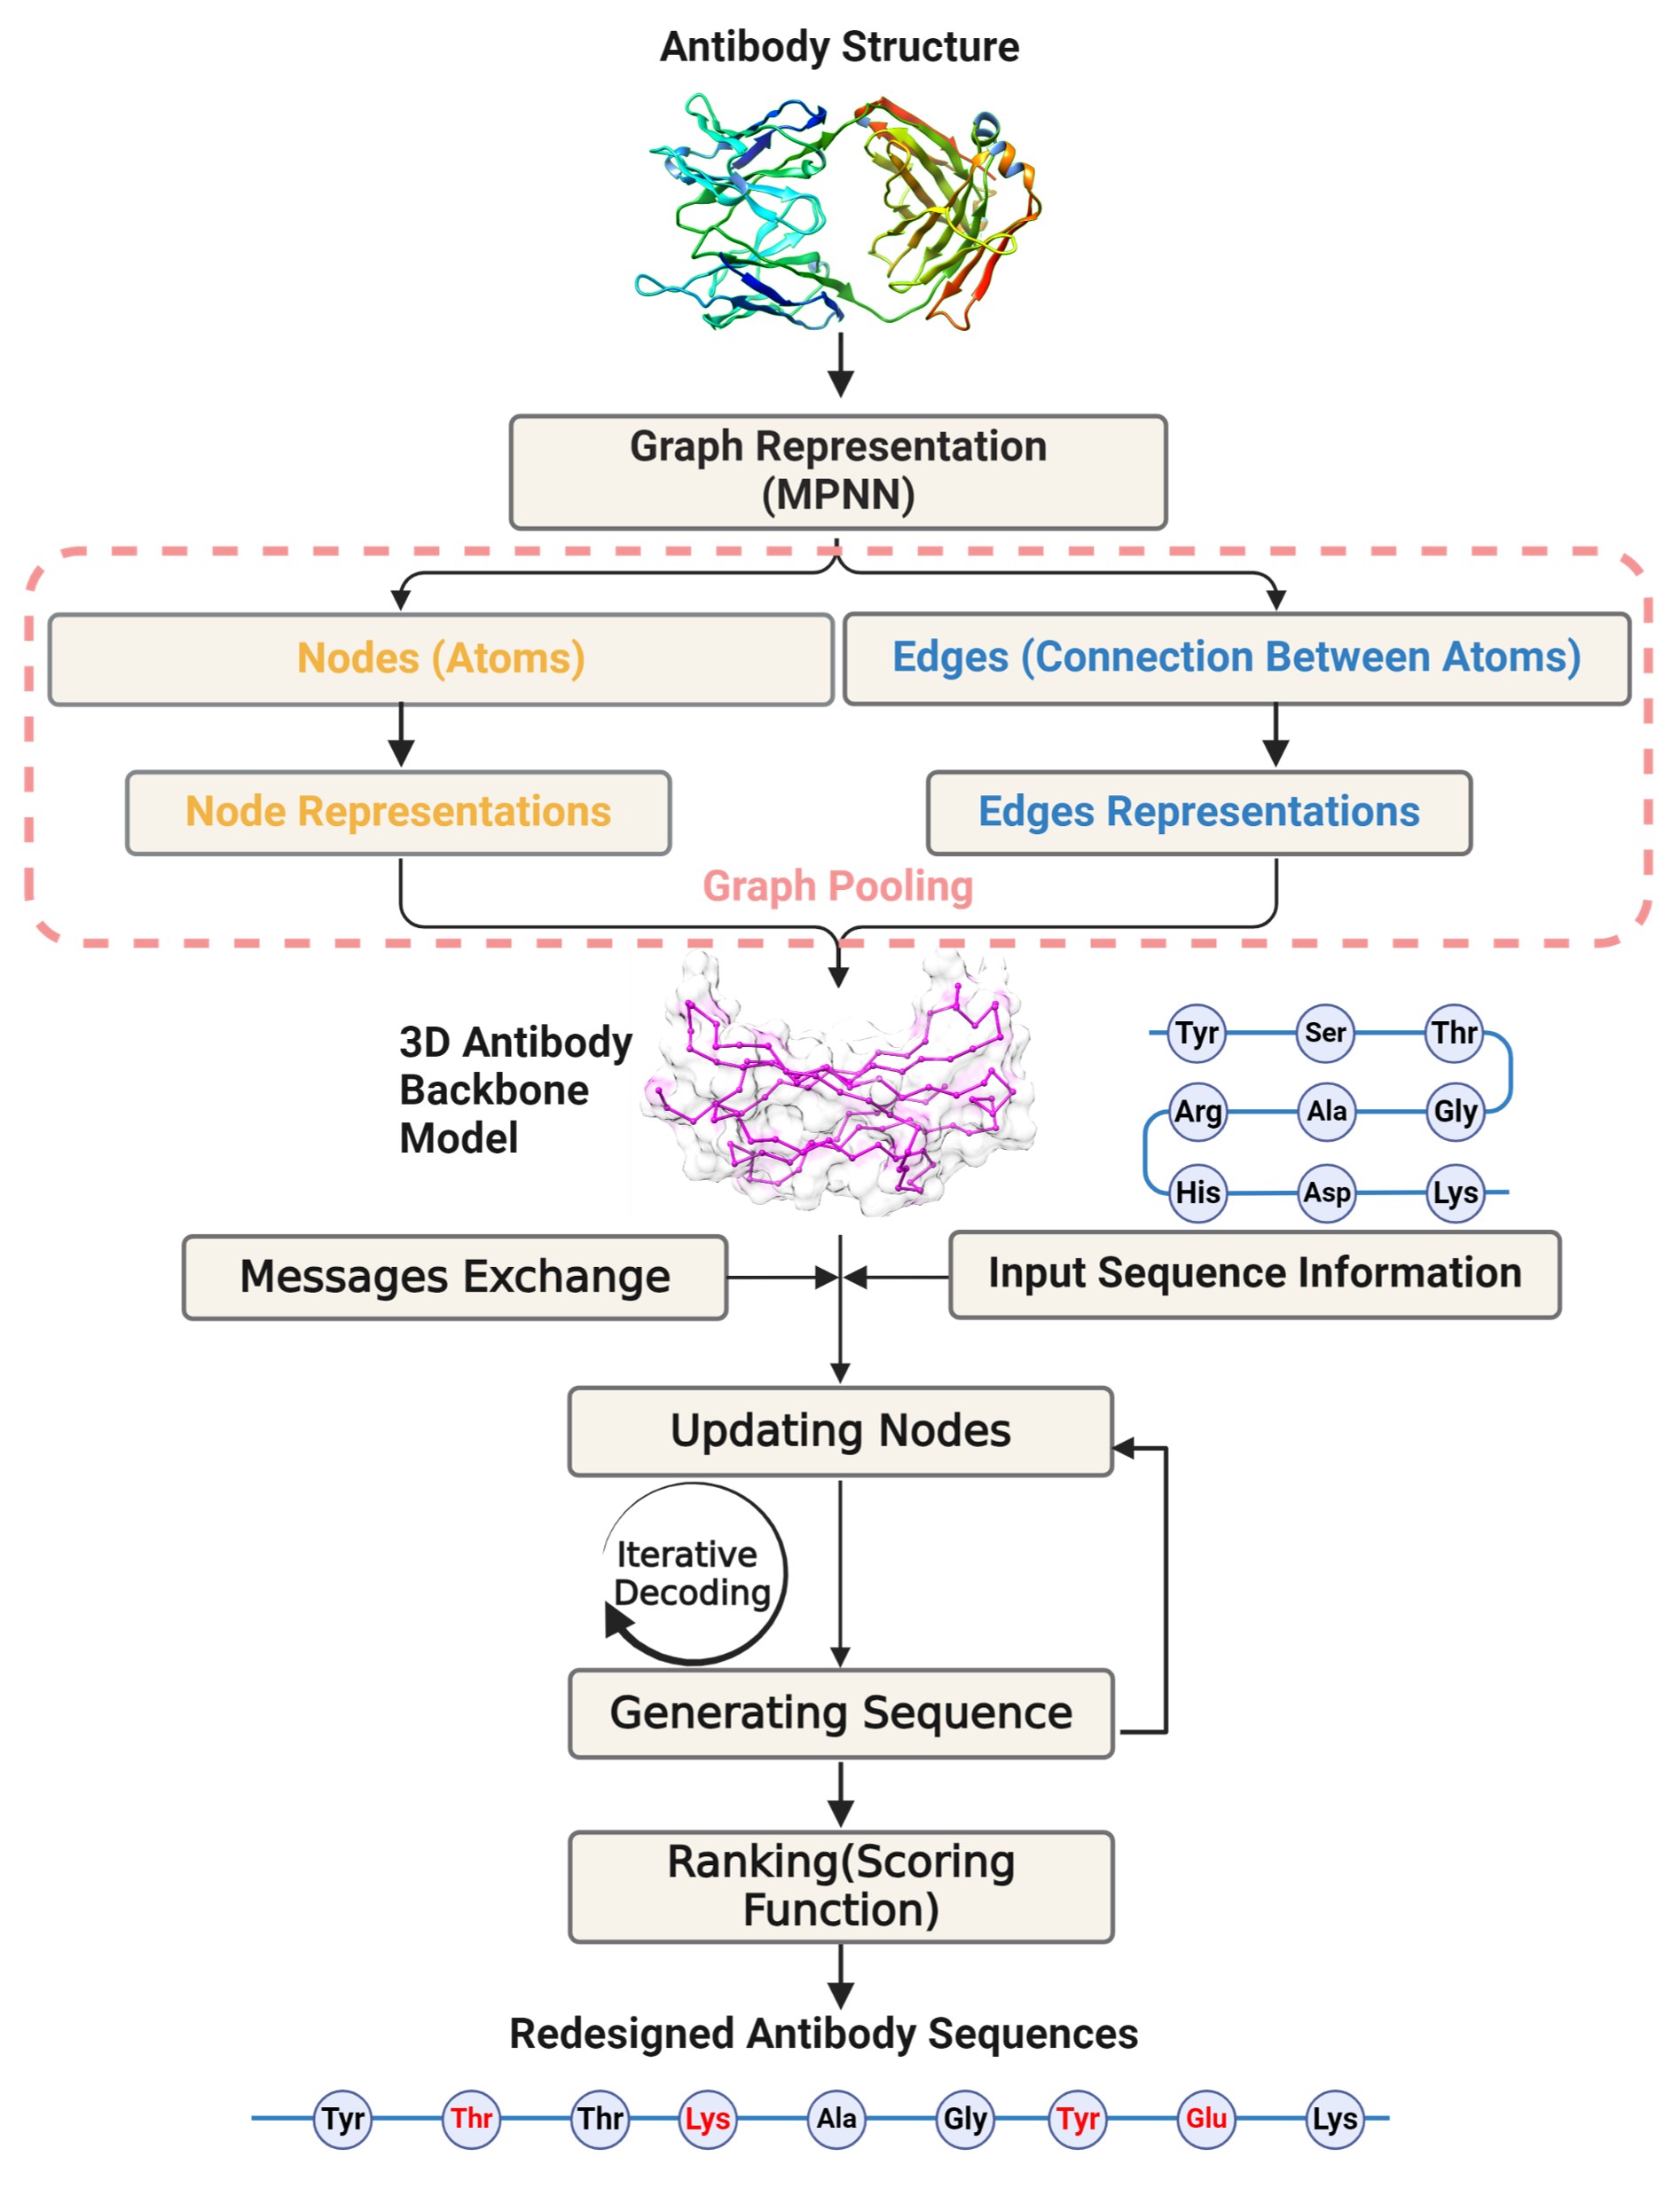 Antibody Structure
Graph Representation
(MPNN)
Nodes (Atoms)
Edges (Connection Between Atoms)
Node Representations
Edges Representations
Graph Pooling
3D Antibody
Backbone
Model
Tyr Ser Thr
Arg Ala Gly
His Asp Lys
Messages Exchange
Input Sequence Information
Updating Nodes
Iterative
Decoding
Generating Sequence
Ranking(Scoring
Function)
Redesigned Antibody Sequences
Tyr Thr Thr Lys Ala Gly Tyr Glu Lys